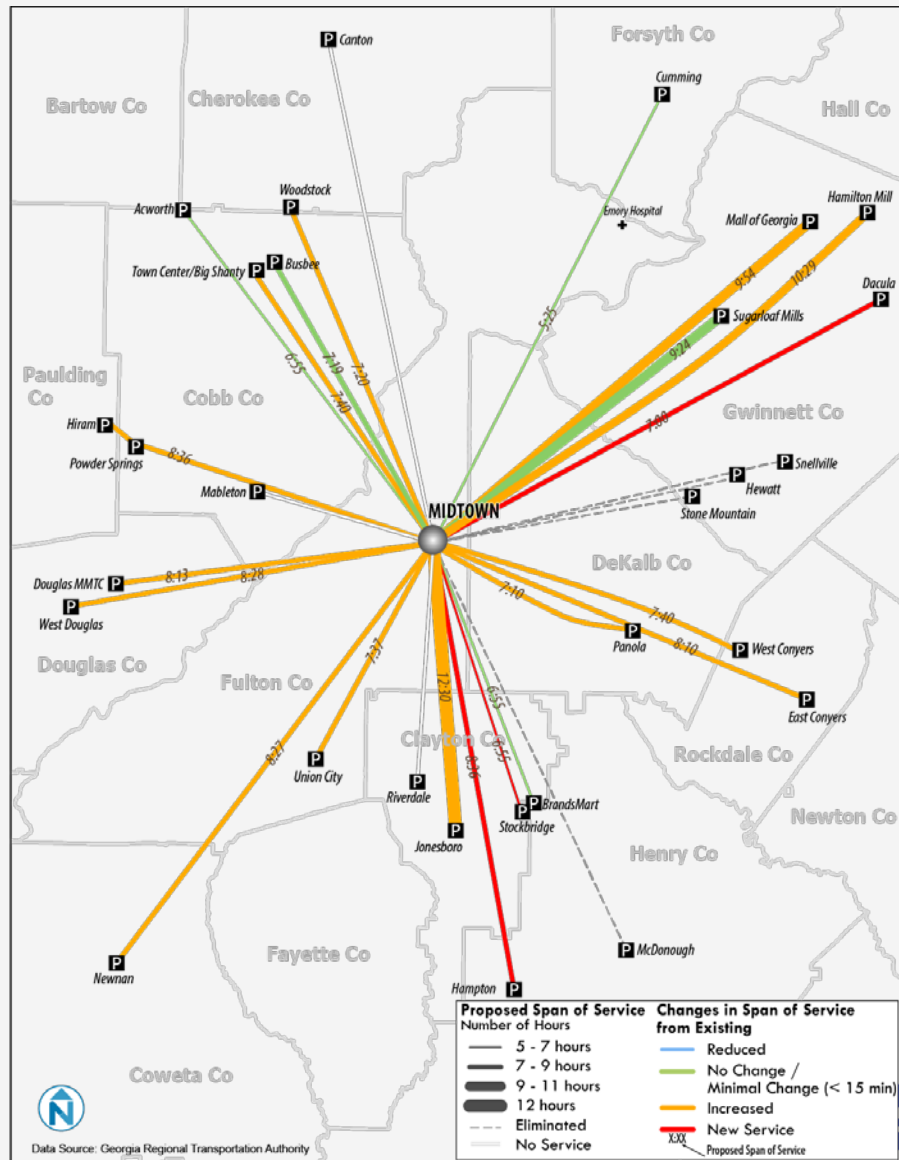 Canton
Forsyth Co
Cumming
Bartow Co
Cherokee Co
Hall Co
Woodstock
Hamilton Mill
Acworth
Emory Hospital
Mall of Georgia
Town Center/Big Shanty
Busbee
9:54
10:29
Dacula
5:25
Sugarloaf Mills
6:55
7:19
7:20
9:24
Paulding
Co
Cobb Co
7:40
Gwinnett Co
7:00
Hiram
Powder Springs
8:36
Snellville
Hewatt
Mableton
Stone Mountain
MIDTOWN
DeKalb Co
Douglas MMTC
8:13
8:28
7:10
7:40
West Douglas
Panola
8:10
West Conyers
Douglas Co
7:37
Fulton Co
12:30
6:55
East Conyers
8:27
Clayton Co
6:55
8:36
Rockdale Co
Union City
Riverdale
BrandsMart
Stockbridge
Newton Co
Jonesboro
Henry Co
Fayette Co
McDonough
Newnan
Hampton
Coweta Co
N
Data Source: Georgia Regional Transportation Authority
Proposed Span of Service
Number of Hours
5 - 7 hours
7 - 9 hours
9 - 11 hours
12 hours
Eliminated
No Service
Changes in Span of Service
from Existing
Reduced
No Change /
Minimal Change (< 15 min)
Increased
New Service
X:XX
Proposed Span of Service